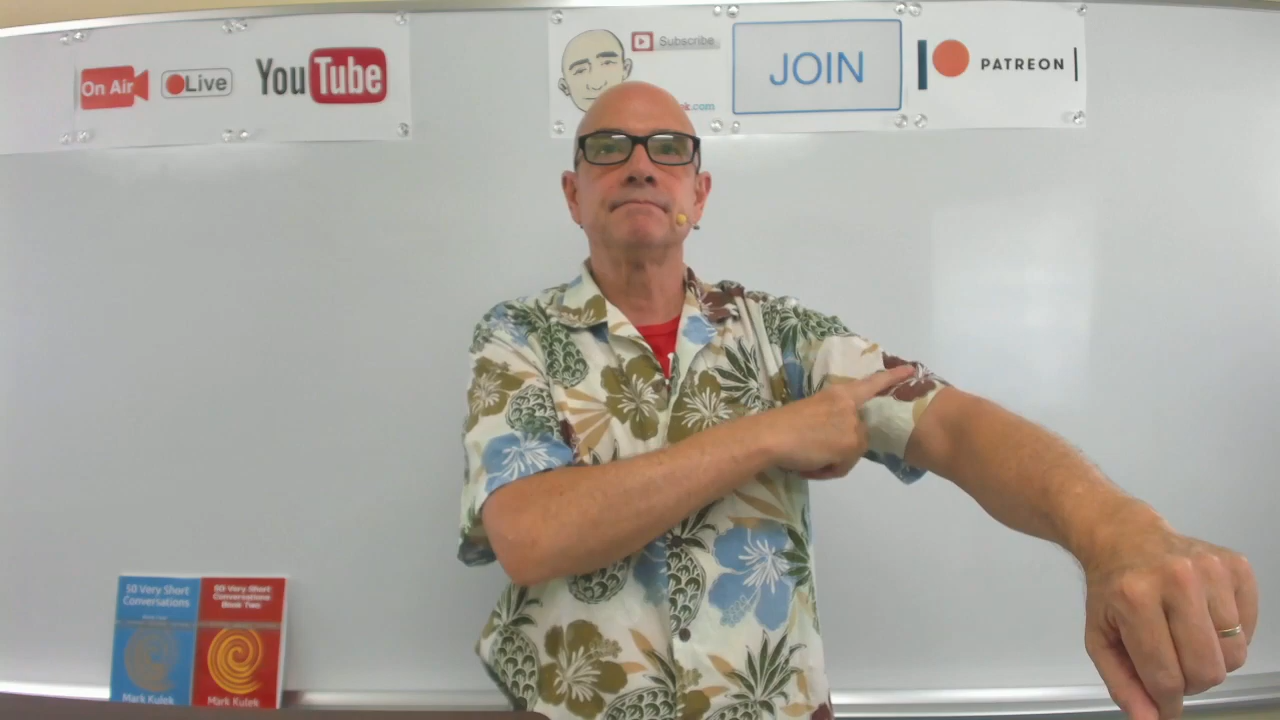 On Air
Live
YouTube
Subscribe
k.com
JOIN
PATREON
50 Very Short
Conversations
Mark Kulek
50 Very Short
Conversations
Book Two
Mark Kulek